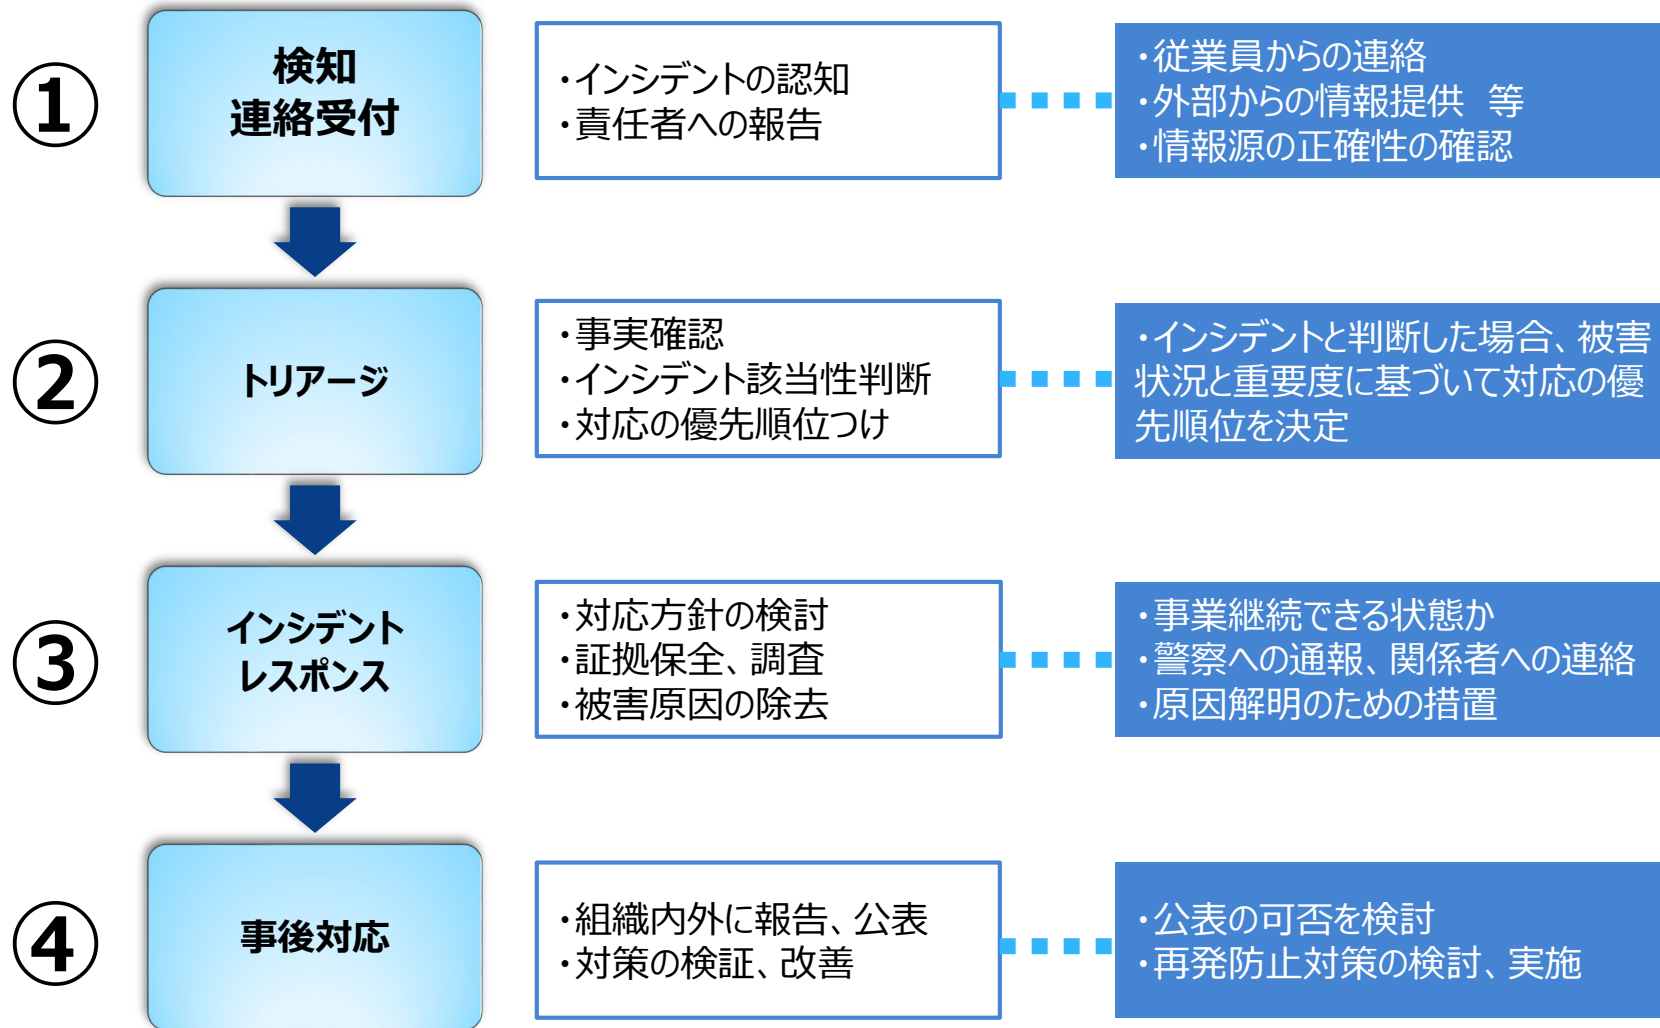 ①
検知
連絡受付
・インシデントの認知
・責任者への報告
・従業員からの連絡
・外部からの情報提供　等
・情報源の正確性の確認
②
トリアージ
・事実確認
・インシデント該当性判断
・対応の優先順位つけ
・インシデントと判断した場合、被害
状況と重要度に基づいて対応の優
先順位を決定
③
インシデント
レスポンス
・対応方針の検討
・証拠保全、調査
・被害原因の除去
・事業継続できる状態か
・警察への通報、関係者への連絡
・原因解明のための措置
④
事後対応
・組織内外に報告、公表
・対策の検証、改善
・公表の可否を検討
・再発防止対策の検討、実施